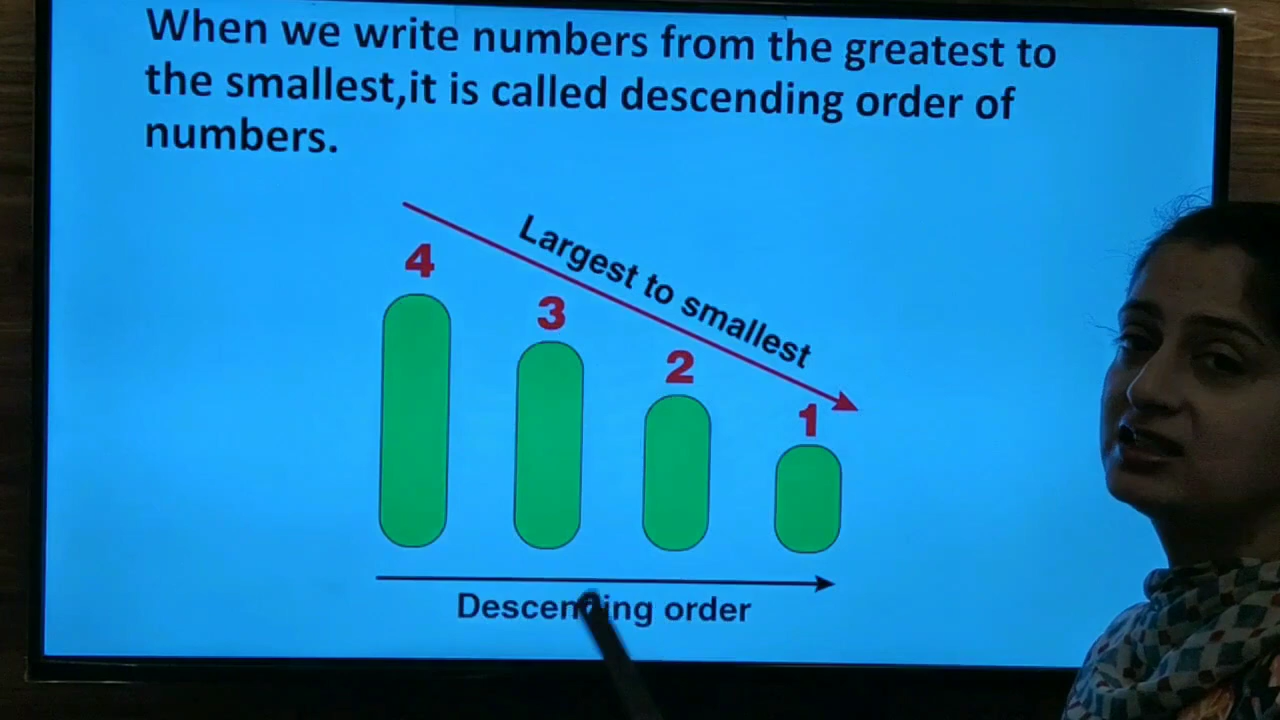 When we write numbers from the greatest to
the smallest,it is called descending order of
numbers.
Largest to smallest
4
3
2
1
Descending order